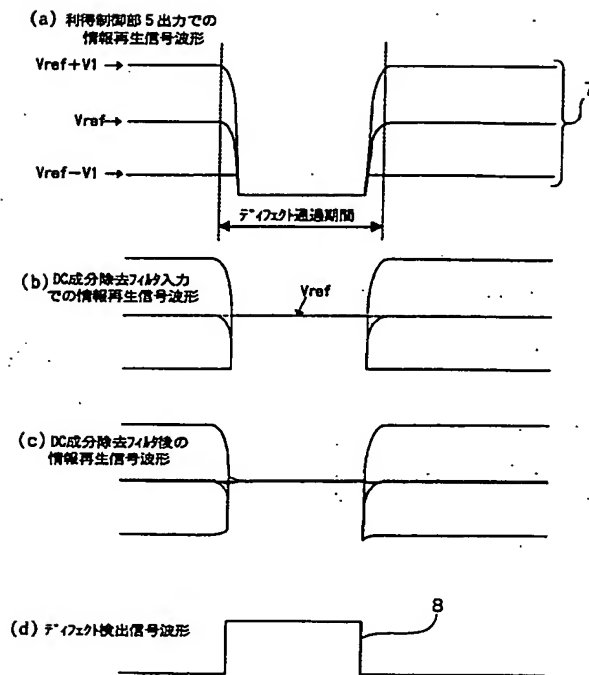 (a) 利得制御部5出力での
情報再生信号波形
Vref+V1
Vref
Vref-V1
7
ディフェクト通過期間
(b) DC成分除去フィルタ入力
での情報再生信号波形
Vref
(c) DC成分除去フィルタ後の
情報再生信号波形
(d) ディフェクト検出信号波形
8